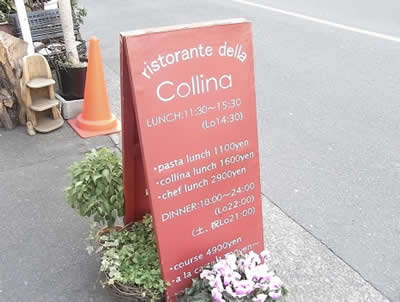 ristorante della
Collina
LUNCH:11:30～15:30
(Lo14:30)
・pasta lunch 1100yen
・collina lunch 1600yen
・chef lunch 2900yen
DINNER:18:00～24:00
(Lo22:00)
(土、祝Lo21:00)
・course 4900yen
・a la